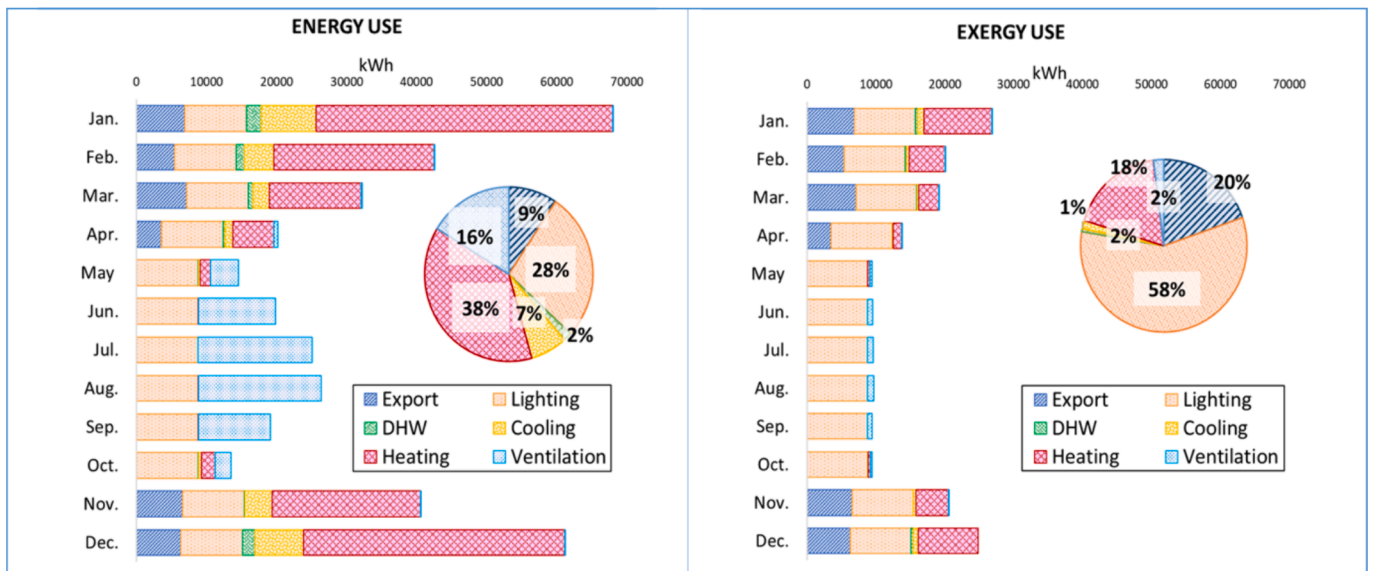 ENERGY USE
kWh
0 10000 20000 30000 40000 50000 60000 70000
Jan.
Feb.
Mar.
Apr.
May
Jun.
Jul.
Aug.
Sep.
Oct.
Nov.
Dec.
9%
16%
28%
38%
7%
2%
Export Lighting
DHW Cooling
Heating Ventilation
EXERGY USE
kWh
0 10000 20000 30000 40000 50000 60000 70000
Jan.
Feb.
Mar.
Apr.
May
Jun.
Jul.
Aug.
Sep.
Oct.
Nov.
Dec.
18%
20%
2%
1%
2%
58%
Export Lighting
DHW Cooling
Heating Ventilation